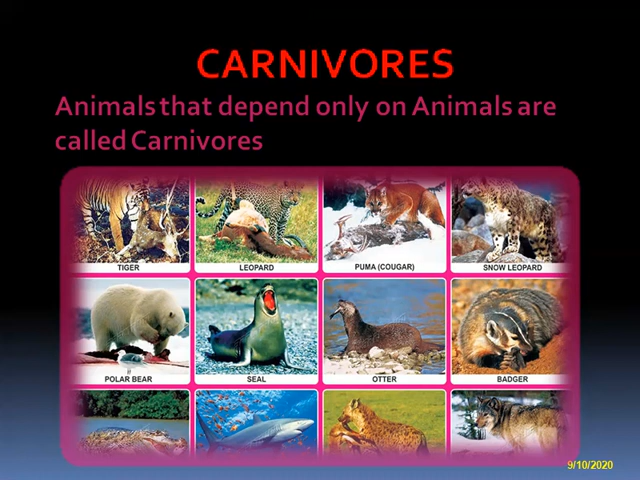 CARNIVORES
Animals that depend only on Animals are
called Carnivores
TIGER
LEOPARD
PUMA (COUGAR)
SNOW LEOPARD
POLAR BEAR
SEAL
OTTER
BADGER
9/10/2020